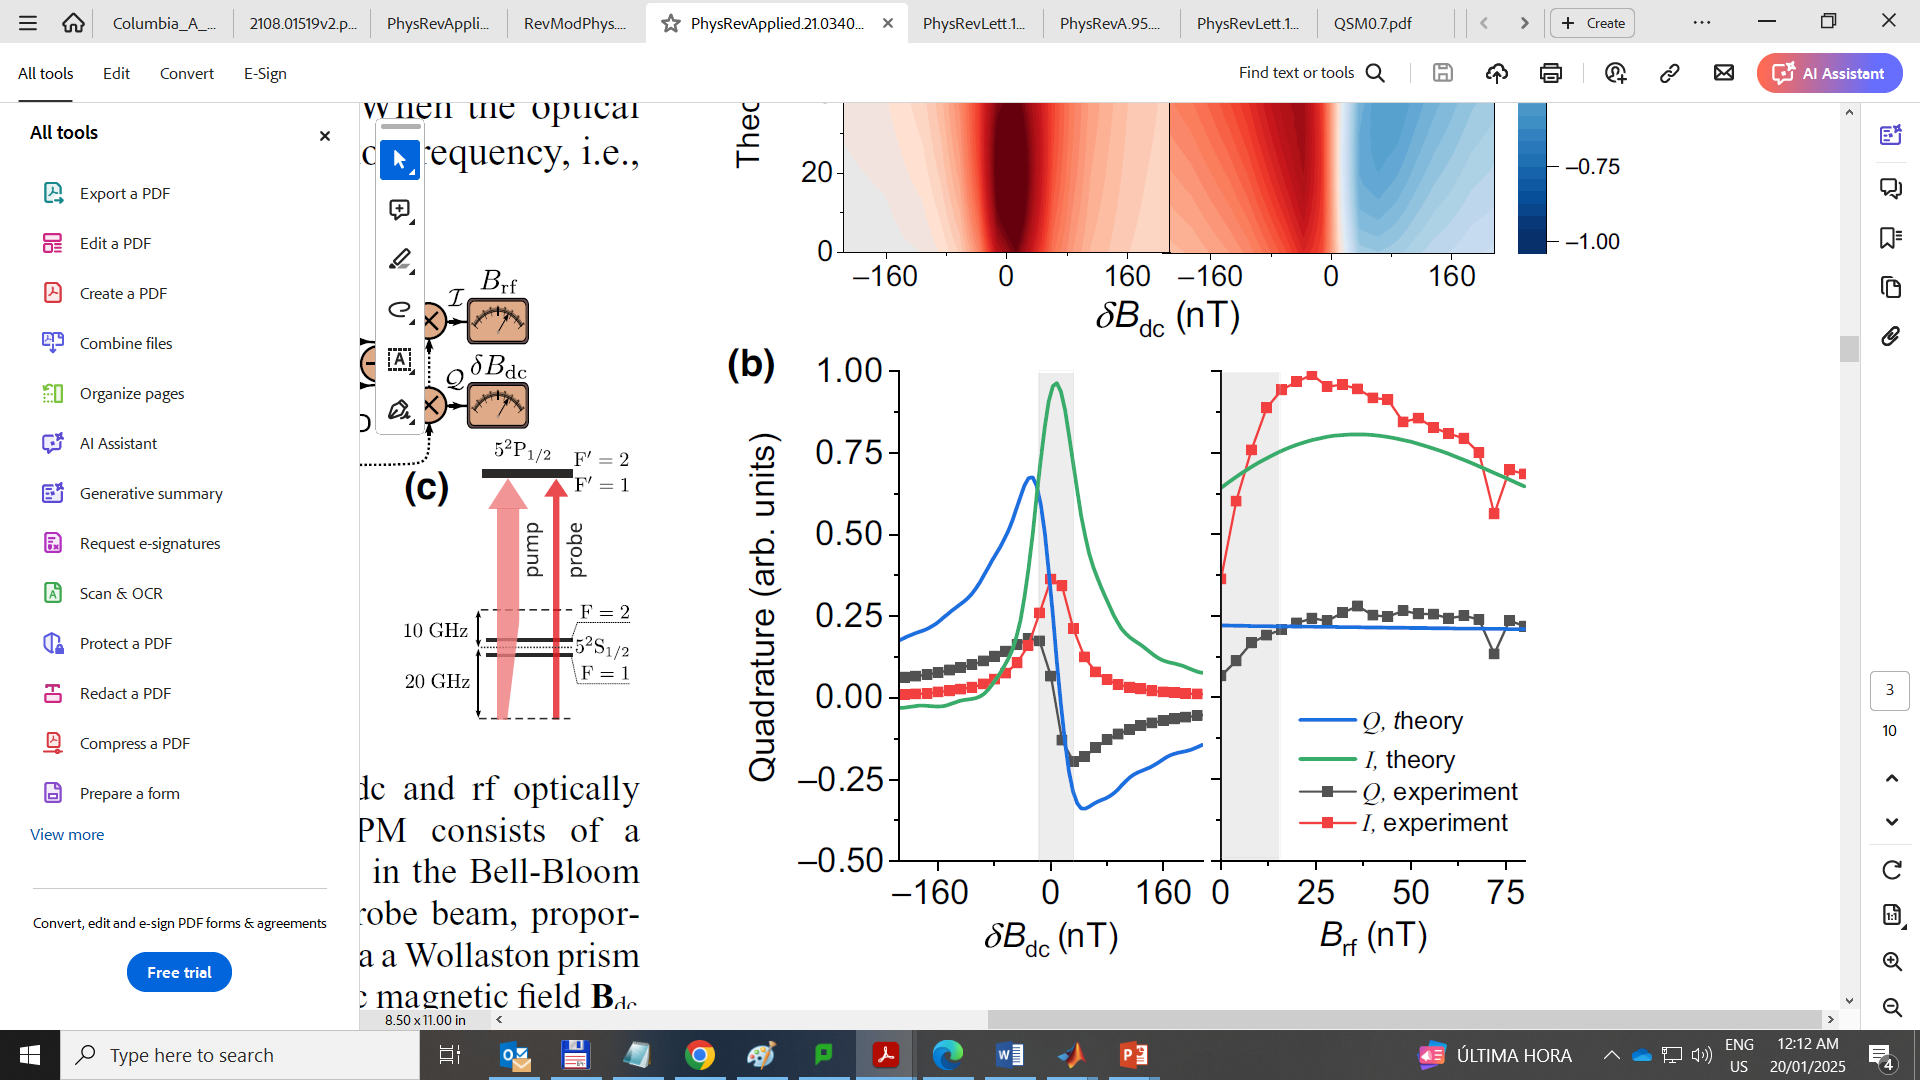 Columbia_A_...
2108.01519v2.p...
PhysRevAppli...
RevModPhys....
PhysRevApplied.21.0340...
PhysRevLett.1...
PhysRevA.95....
PhysRevLett.1...
QSM0.7.pdf
Create
All tools
Edit
Convert
E-Sign
Find text or tools
AI Assistant
All tools
Export a PDF
Edit a PDF
Create a PDF
Combine files
Organize pages
AI Assistant
Generative summary
Request e-signatures
Scan & OCR
Protect a PDF
Redact a PDF
Compress a PDF
Prepare a form
View more
Convert, edit and e-sign PDF forms & agreements
Free trial
When the optical
requency, i.e.,
I
B_rf
Q
δB_dc
(c)
5²P_1/2
F′ = 2
F′ = 1
pump
probe
10 GHz
F = 2
5²S_1/2
F = 1
20 GHz
dc and rf optically
PM consists of a
in the Bell-Bloom
robe beam, propor-
a a Wollaston prism
c magnetic field B_dc
20
0
−160
0
160
−160
0
160
δB_dc (nT)
−0.75
−1.00
(b)
Quadrature (arb. units)
1.00
0.75
0.50
0.25
0.00
−0.25
−0.50
−160
0
160
δB_dc (nT)
Q, theory
I, theory
Q, experiment
I, experiment
0
25
50
75
B_rf (nT)
3
10
1:1
8.50 x 11.00 in
Type here to search
ÚLTIMA HORA
ENG
US
12:12 AM
20/01/2025
4